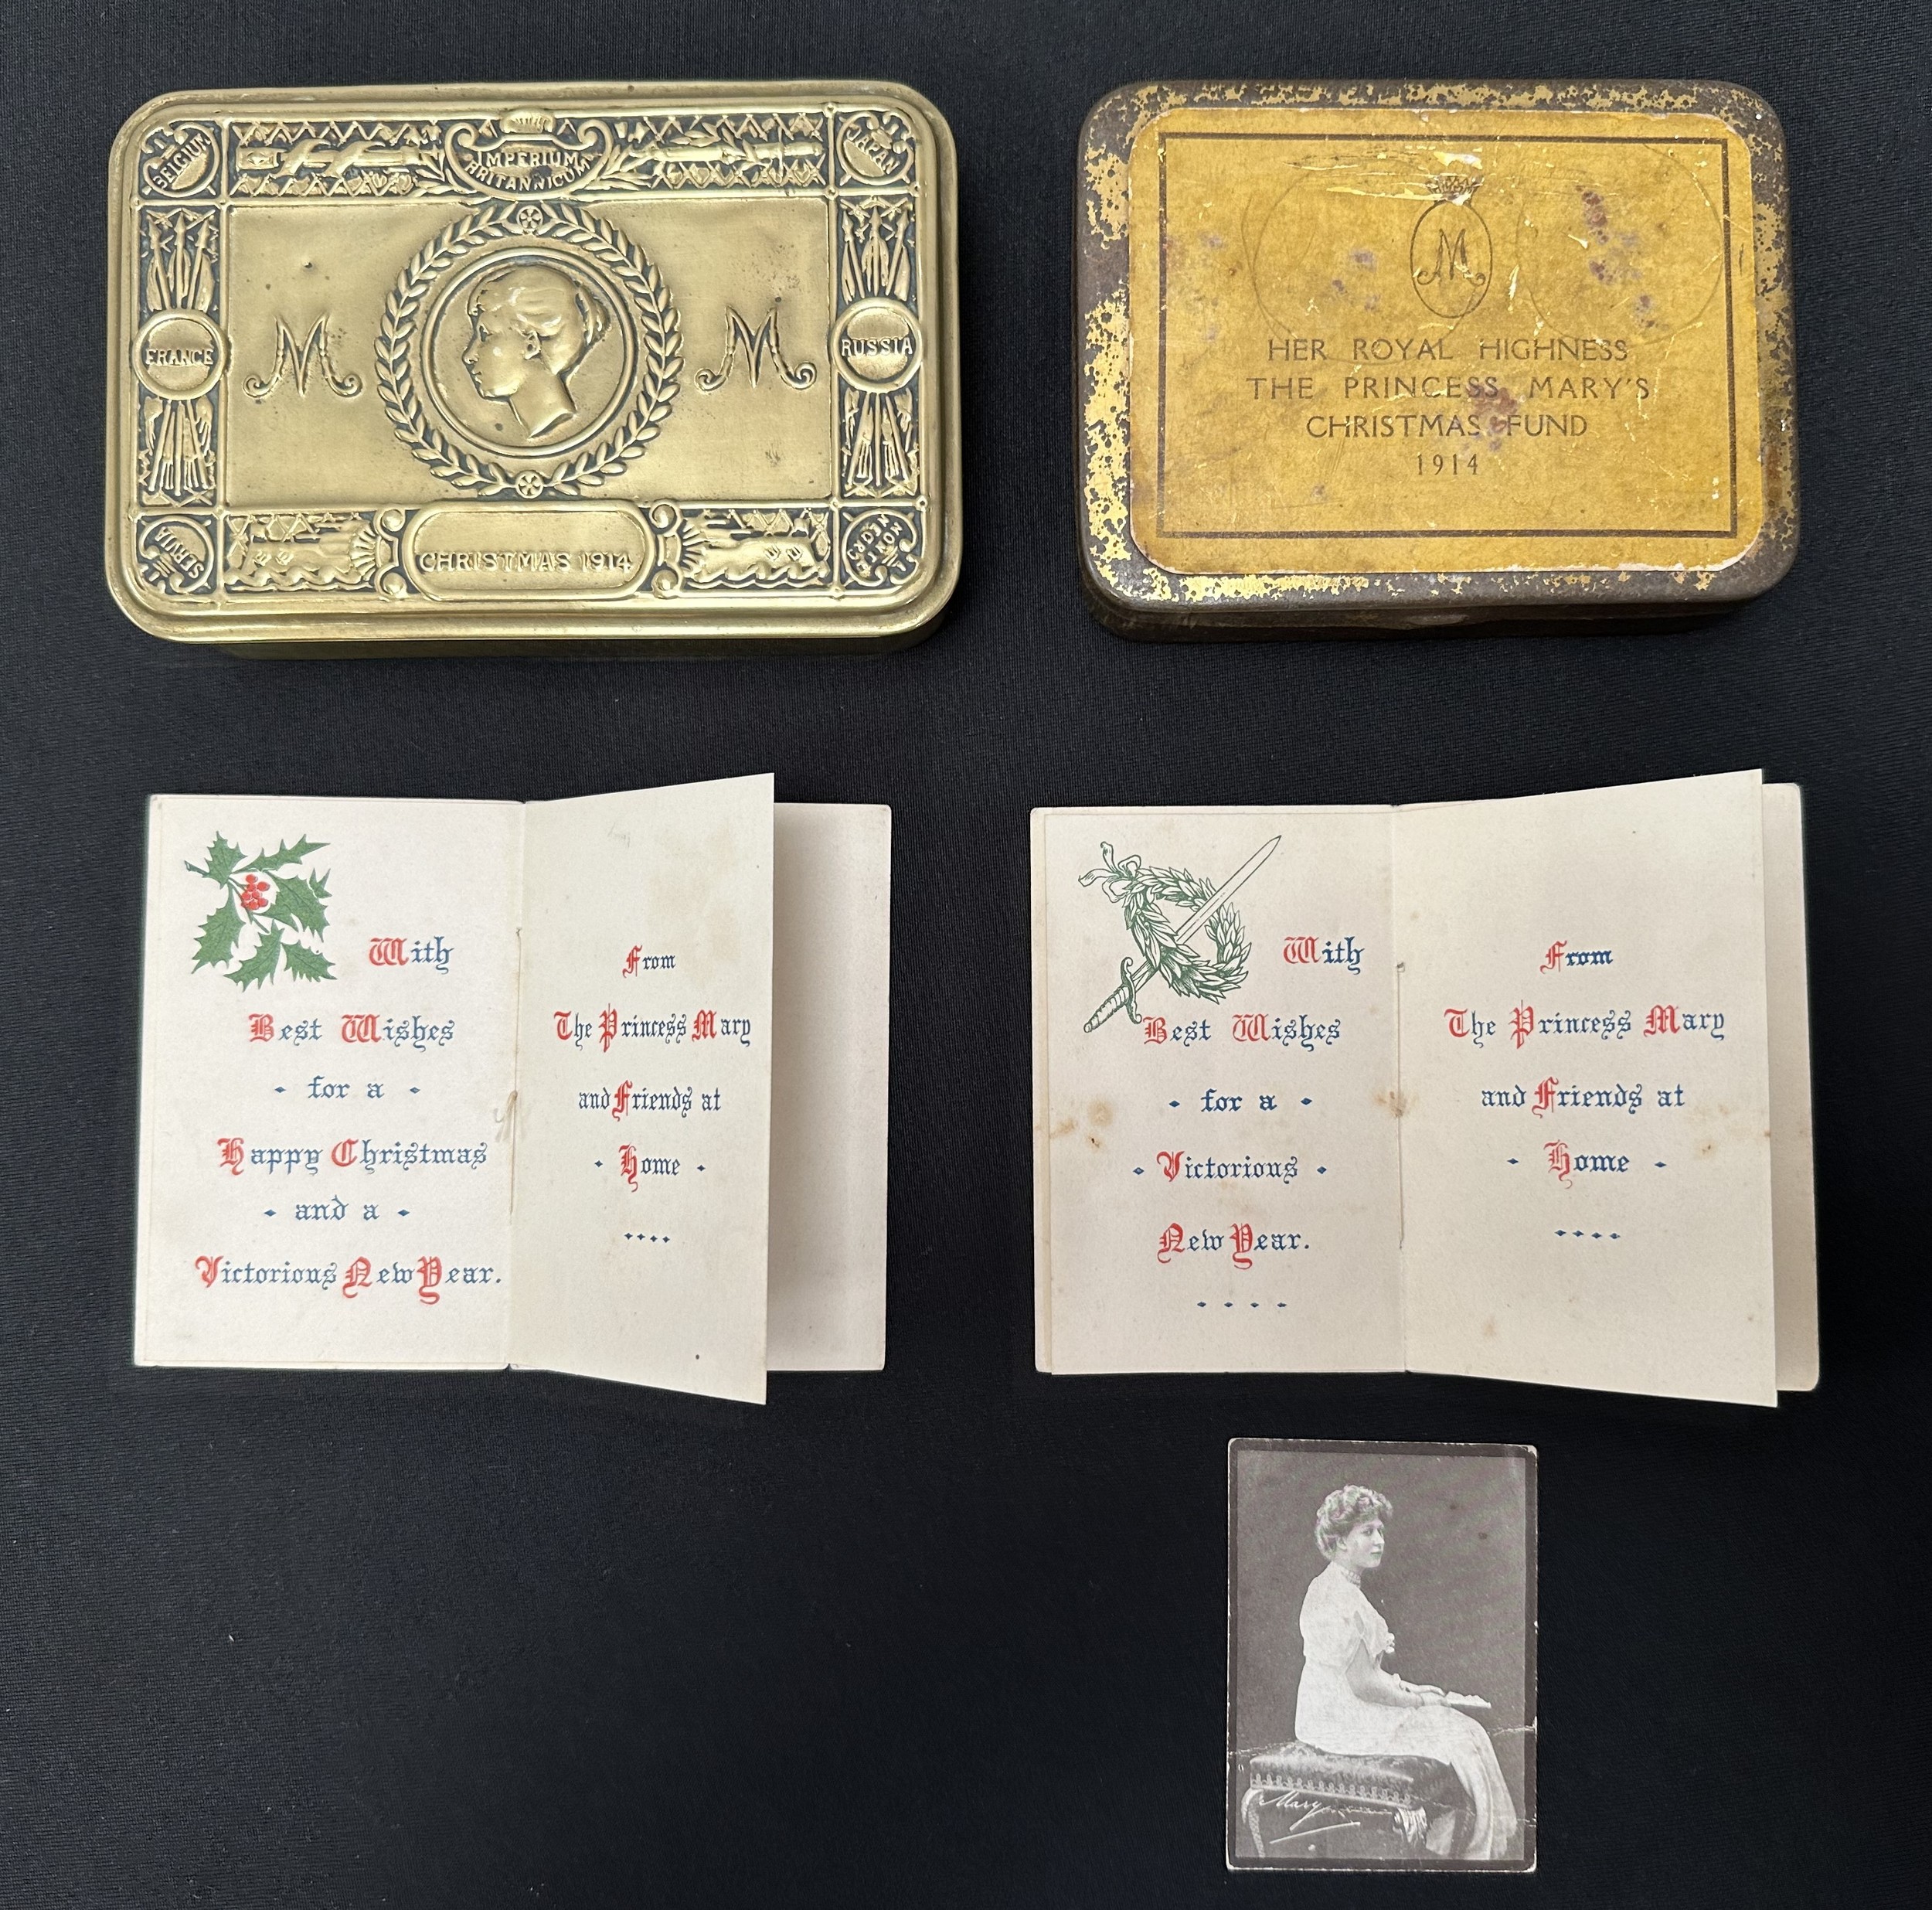 BELGIUM
IMPERIUM
BRITANNICUM
JAPAN
FRANCE
M
M
RUSSIA
SERVIA
CHRISTMAS 1914
M
HER ROYAL HIGHNESS
THE PRINCESS MARY'S
CHRISTMAS FUND
1914
With
Best Wishes
for a
Happy Christmas
and a
Victorious New Year.
From
The Princess Mary
and Friends at
Home
With
Best Wishes
for a
Victorious
New Year.
From
The Princess Mary
and Friends at
Home
Mary